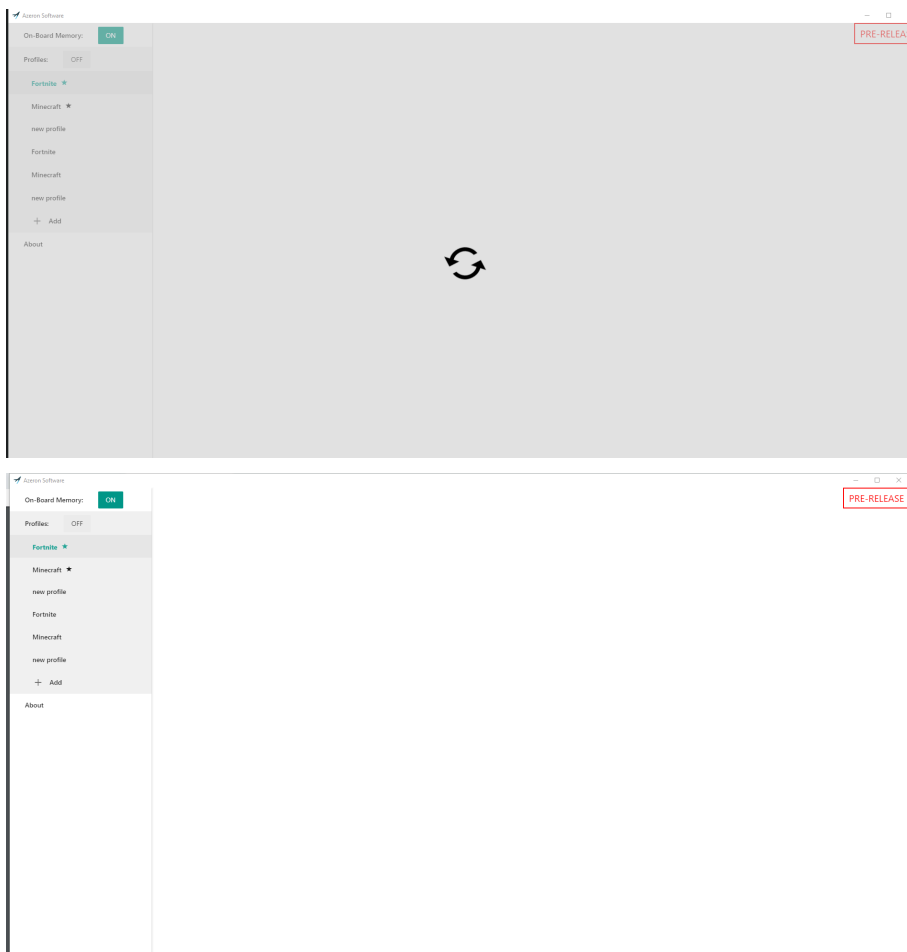 Azeron Software
On-Board Memory: ON
PRE-RELEA
Profiles: OFF
Fortnite ★
Minecraft ★
new profile
Fortnite
Minecraft
new profile
+ Add
About
Azeron Software
On-Board Memory: ON
PRE-RELEASE
Profiles: OFF
Fortnite ★
Minecraft ★
new profile
Fortnite
Minecraft
new profile
+ Add
About